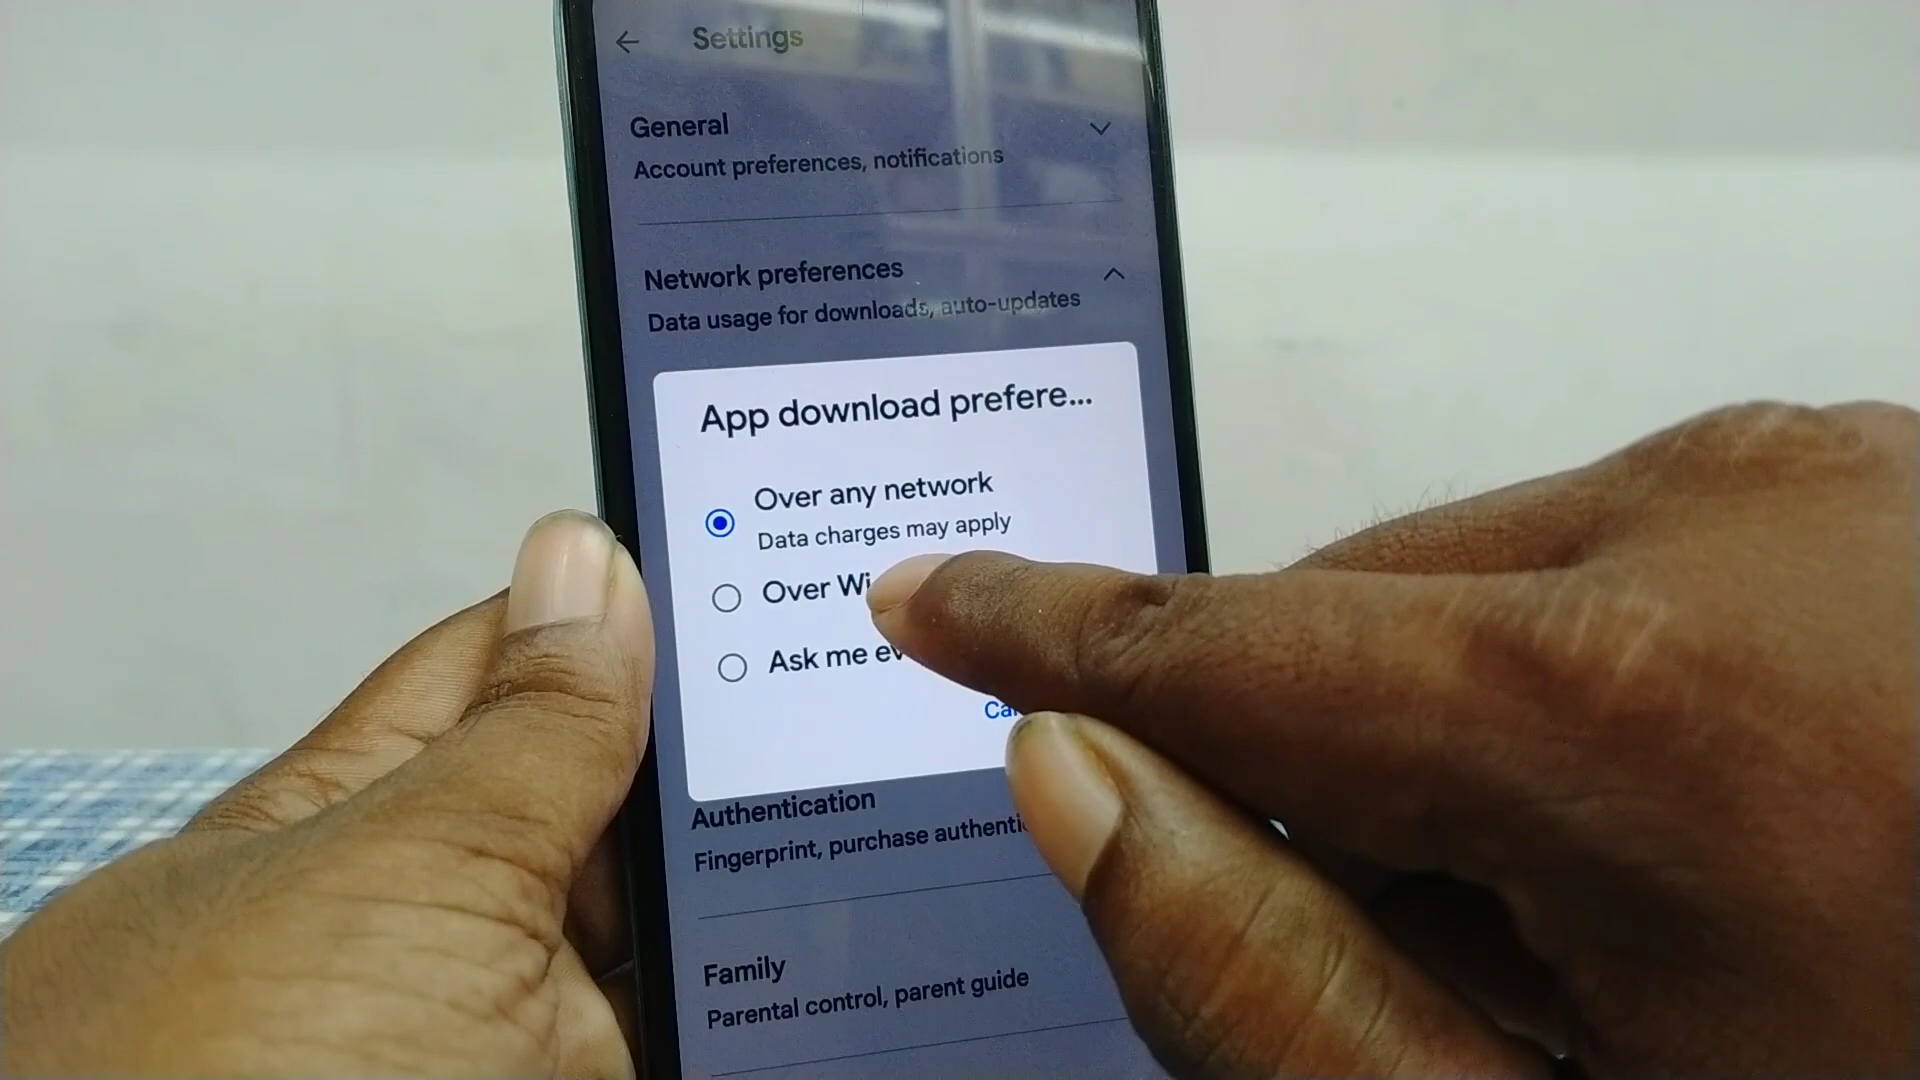 Settings
General
Account preferences, notifications
Network preferences
Data usage for downloads, auto-updates
App download prefere...
Over any network
Data charges may apply
Over Wi
Ask me ev
Ca
Authentication
Fingerprint, purchase authenti
Family
Parental control, parent guide